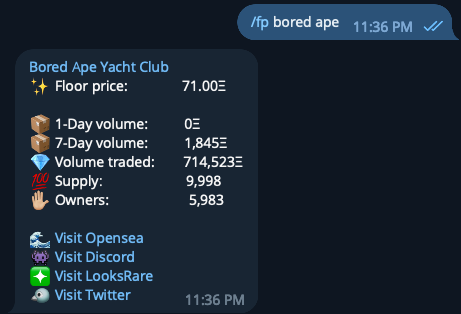 /fp bored ape 11:36 PM
Bored Ape Yacht Club
✨ Floor price: 71.00Ξ
📦 1-Day volume: 0Ξ
📦 7-Day volume: 1,845Ξ
💎 Volume traded: 714,523Ξ
💯 Supply: 9,998
✋🏼 Owners: 5,983
🌊 Visit Opensea
👾 Visit Discord
❇️ Visit LooksRare
🐦 Visit Twitter 11:36 PM